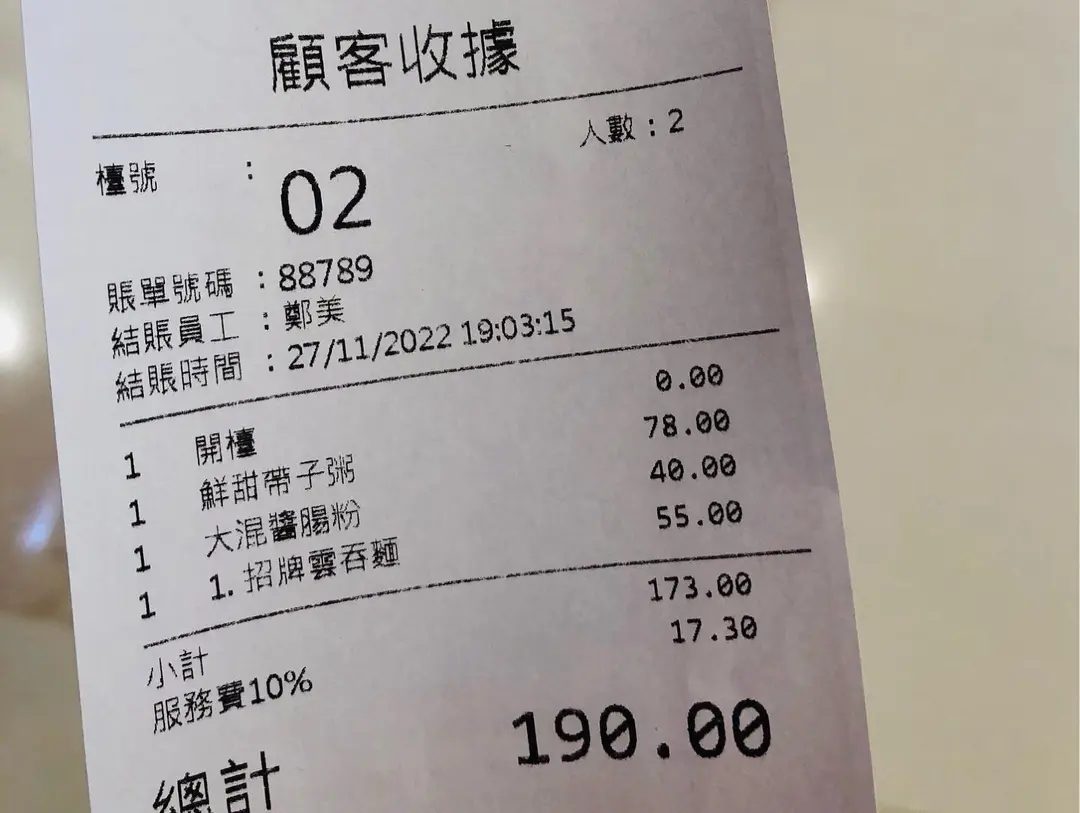 顧客收據
檯號 : 02 人數 : 2
賬單號碼 : 88789
結賬員工 : 鄭美
結賬時間 : 27/11/2022 19:03:15
1 開檯 0.00
1 鮮甜帶子粥 78.00
1 大混醬腸粉 40.00
1 1. 招牌雲吞麵 55.00
小計 173.00
服務費10% 17.30
總計 190.00